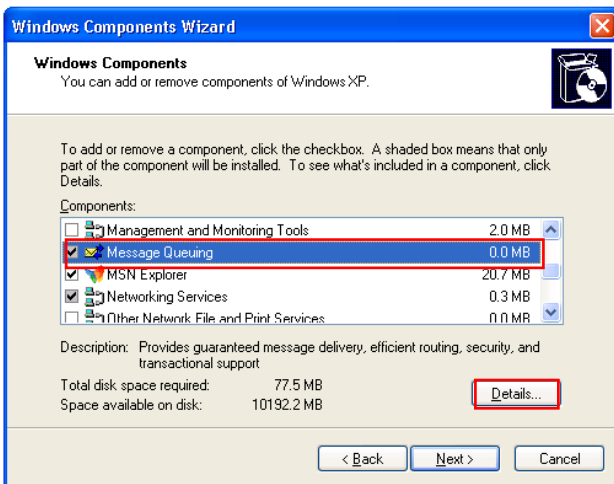 Windows Components Wizard
Windows Components
You can add or remove components of Windows XP.
To add or remove a component, click the checkbox. A shaded box means that only
part of the component will be installed. To see what's included in a component, click
Details.
Components:
Management and Monitoring Tools 2.0 MB
Message Queuing 0.0 MB
MSN Explorer 20.7 MB
Networking Services 0.3 MB
Other Network File and Print Services 0.0 MB
Description: Provides guaranteed message delivery, efficient routing, security, and
transactional support
Total disk space required: 77.5 MB
Space available on disk: 10192.2 MB
Details...
< Back Next > Cancel